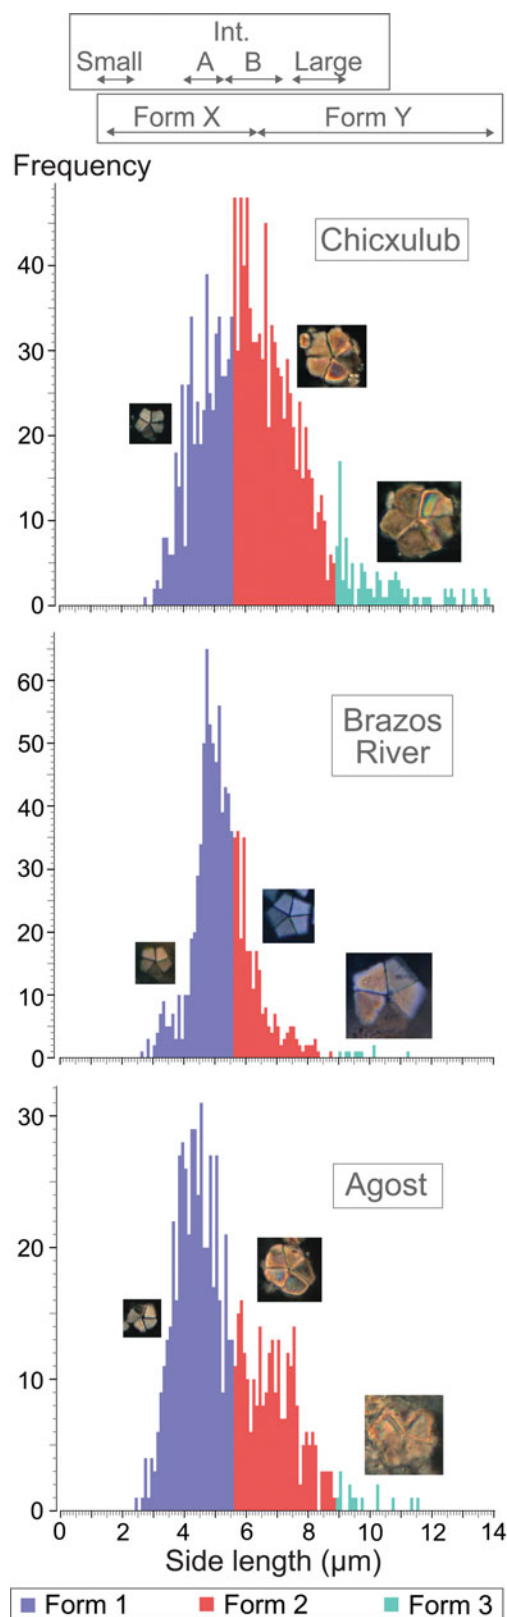 Int.
Small A B Large
Form X Form Y
Frequency
Chicxulub
40
30
20
10
0
Brazos
River
60
50
40
30
20
10
0
Agost
30
20
10
0
0 2 4 6 8 10 12 14
Side length (µm)
Form 1 Form 2 Form 3